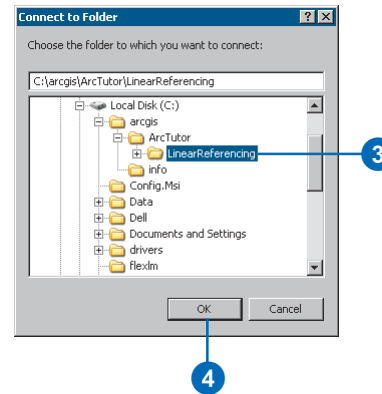 Connect to Folder
Choose the folder to which you want to connect:
C:\arcgis\ArcTutor\LinearReferencing
Local Disk (C:)
arcgis
ArcTutor
LinearReferencing
3
info
Config.Msi
Data
Dell
Documents and Settings
drivers
flexlm
OK
Cancel
4